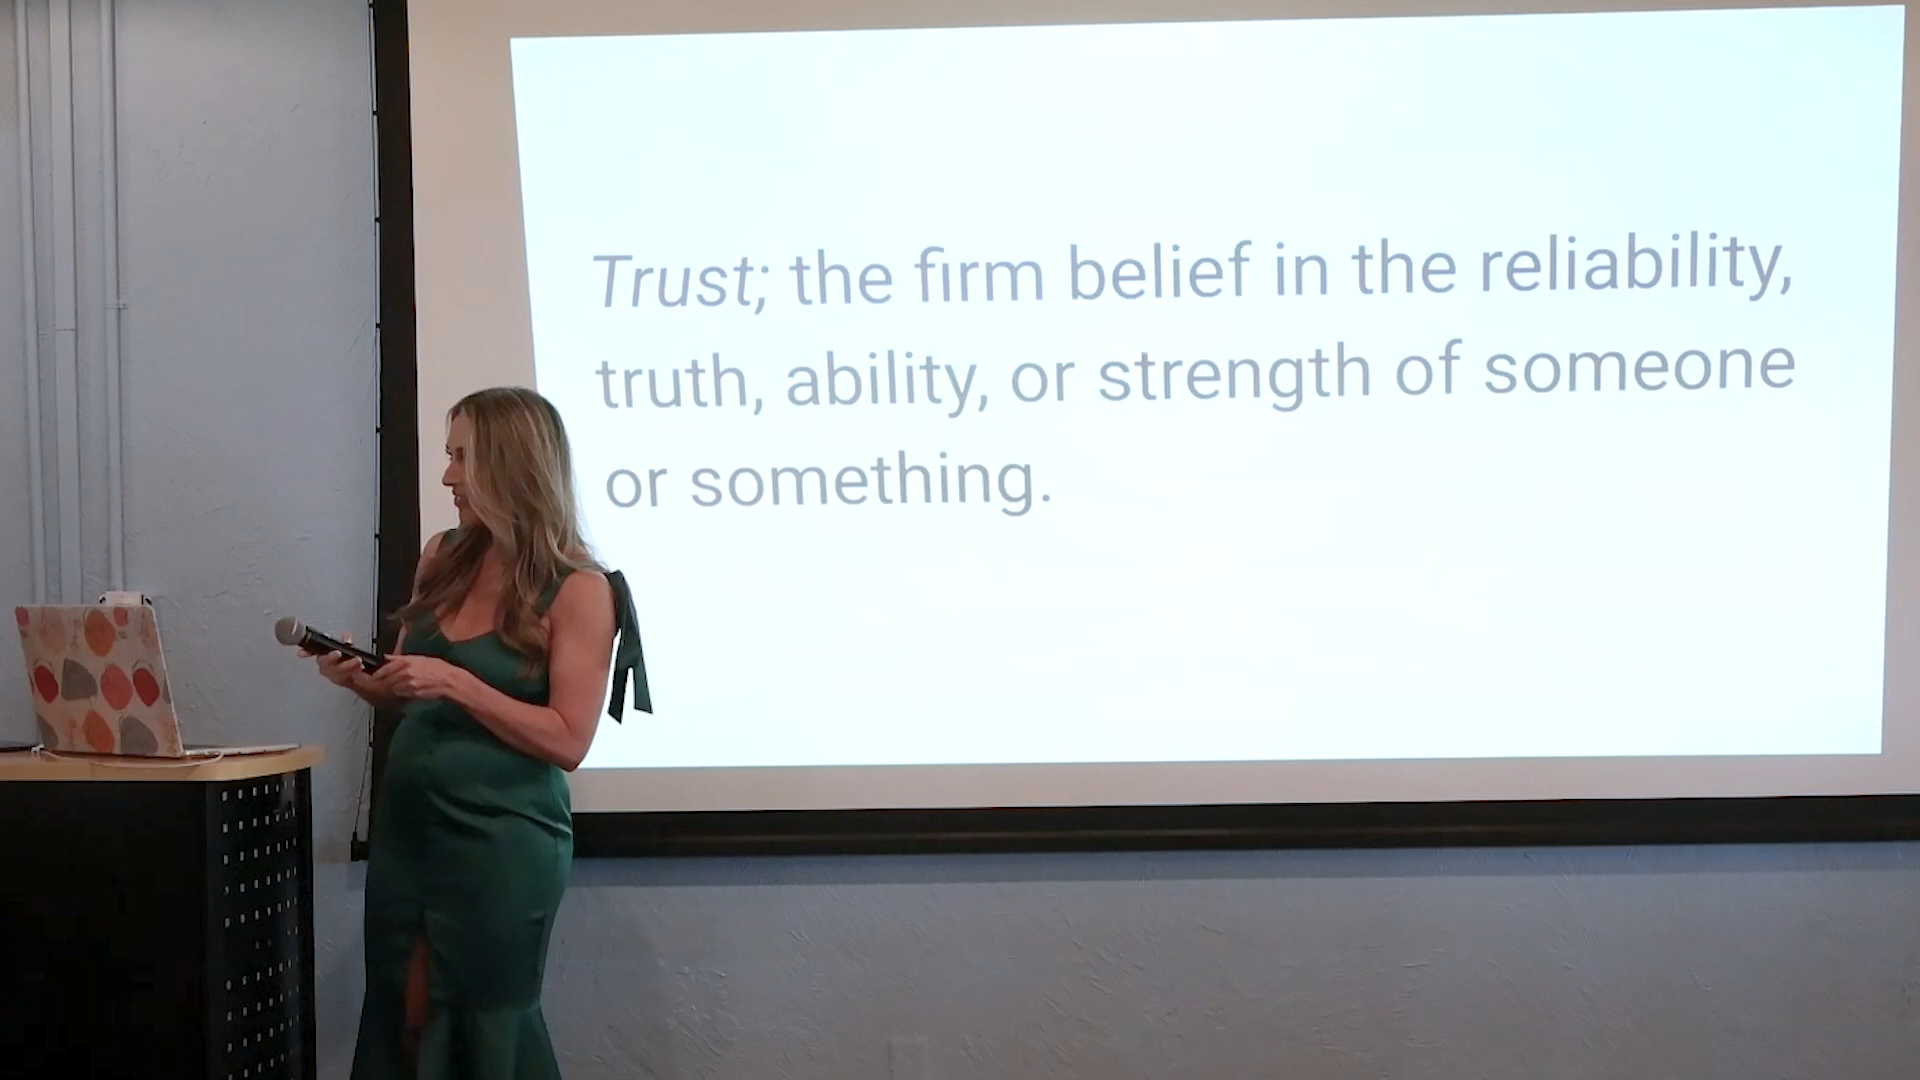 Trust; the firm belief in the reliability,
truth, ability, or strength of someone
or something.